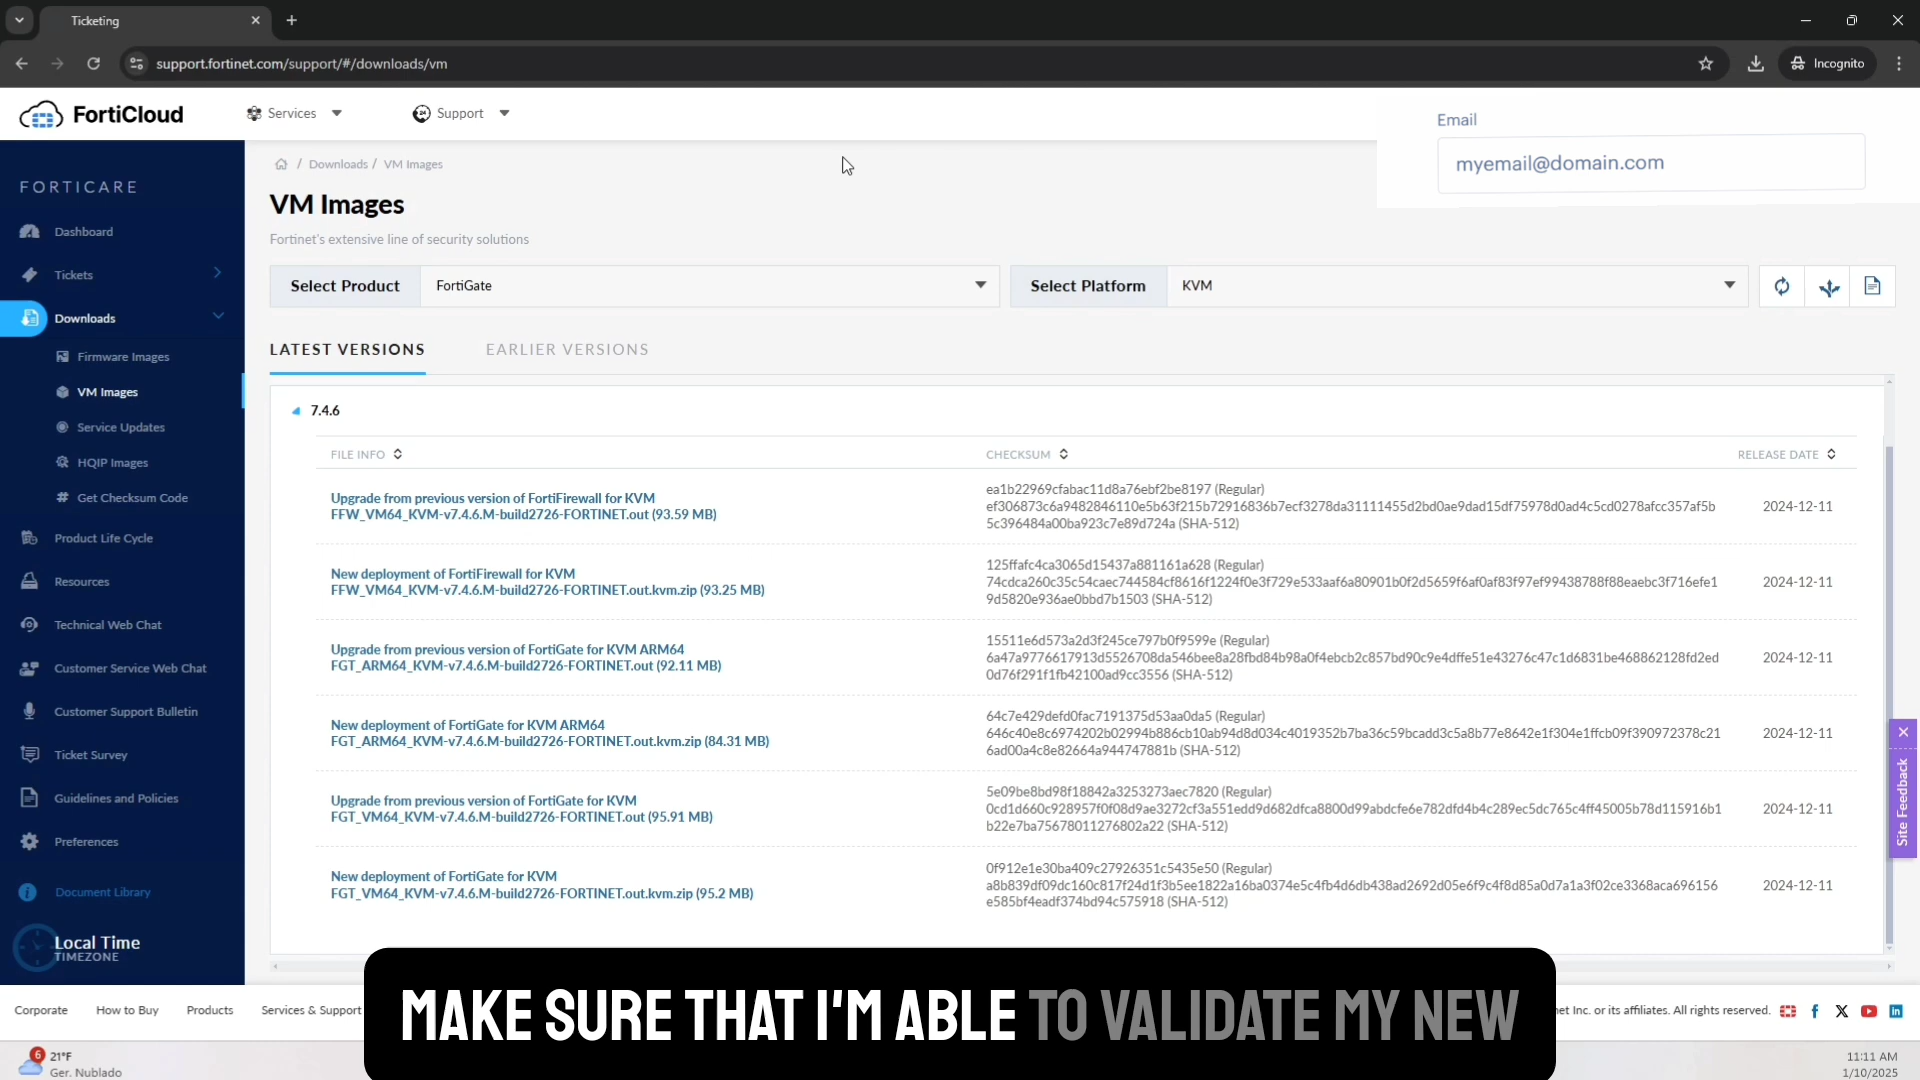 Ticketing
support.fortinet.com/support/#/downloads/vm
Incognito
FortiCloud
Services
Support
Email
myemail@domain.com
FORTICARE
Dashboard
Tickets
Downloads
Firmware Images
VM Images
Service Updates
HQIP Images
Get Checksum Code
Product Life Cycle
Resources
Technical Web Chat
Customer Service Web Chat
Customer Support Bulletin
Ticket Survey
Guidelines and Policies
Preferences
Document Library
Local Time
TIMEZONE
/ Downloads / VM Images
VM Images
Fortinet's extensive line of security solutions
Select Product
FortiGate
Select Platform
KVM
LATEST VERSIONS
EARLIER VERSIONS
7.4.6
FILE INFO
CHECKSUM
RELEASE DATE
Upgrade from previous version of FortiFirewall for KVM
FFW_VM64_KVM-v7.4.6.M-build2726-FORTINET.out (93.59 MB)
ea1b22969cfabac11d8a76ebf2be8197 (Regular)
ef306873c6a9482846110e5b63f215b72916836b7ecf3278da31111455d2bd0ae9dad15df75978d0ad4c5cd0278afcc357af5b
5c396484a00ba923c7e89d724a (SHA-512)
2024-12-11
New deployment of FortiFirewall for KVM
FFW_VM64_KVM-v7.4.6.M-build2726-FORTINET.out.kvm.zip (93.25 MB)
125ffafc4ca3065d15437a881161a628 (Regular)
74cdca260c35c54caec744584cf8616f1224f0e3f729e533aaf6a80901b0f2d5659f6af0af83f97ef99438788f88eaebc3f716efe1
9d5820e936ae0bbd7b1503 (SHA-512)
2024-12-11
Upgrade from previous version of FortiGate for KVM ARM64
FGT_ARM64_KVM-v7.4.6.M-build2726-FORTINET.out (92.11 MB)
15511e6d573a2d3f245ce797b0f9599e (Regular)
6a47a9776617913d5526708da546bee8a28fbd84b98a0f4ebcb2c857bd90c9e4dffe51e43276c47c1d6831be468862128fd2ed
0d76f291f1fb42100ad9cc3556 (SHA-512)
2024-12-11
New deployment of FortiGate for KVM ARM64
FGT_ARM64_KVM-v7.4.6.M-build2726-FORTINET.out.kvm.zip (84.31 MB)
64c7e429defd0fac7191375d53aa0da5 (Regular)
646c40e8c6974202b02994b886cb10ab94d8d034c4019352b7ba36c59bcadd3c5a8b77e8642e1f304e1ffcb09f390972378c21
6ad00a4c8e82664a944747881b (SHA-512)
2024-12-11
Upgrade from previous version of FortiGate for KVM
FGT_VM64_KVM-v7.4.6.M-build2726-FORTINET.out (95.91 MB)
5e09be8bd98f18842a3253273aec7820 (Regular)
0cd1d660c928957f0f08d9ae3272cf3a551edd9d682dfca8800d99abdcfe6e782dfd4b4c289ec5dc765c4ff45005b78d115916b1
b22e7ba75678011276802a22 (SHA-512)
2024-12-11
New deployment of FortiGate for KVM
FGT_VM64_KVM-v7.4.6.M-build2726-FORTINET.out.kvm.zip (95.2 MB)
0f912e1e30ba409c27926351c5435e50 (Regular)
a8b839df09dc160c817f24d1f3b5ee1822a16ba0374e5c4fb4d6db438ad2692d05e6f9c4f8d85a0d7a1a3f02ce3368aca696156
e585bf4eadf374bd94c575918 (SHA-512)
2024-12-11
Site Feedback
Corporate
How to Buy
Products
Services & Support
net Inc. or its affiliates. All rights reserved.
MAKE SURE THAT I'M ABLE TO VALIDATE MY NEW
6
21°F
Ger. Nublado
11:11 AM
1/10/2025